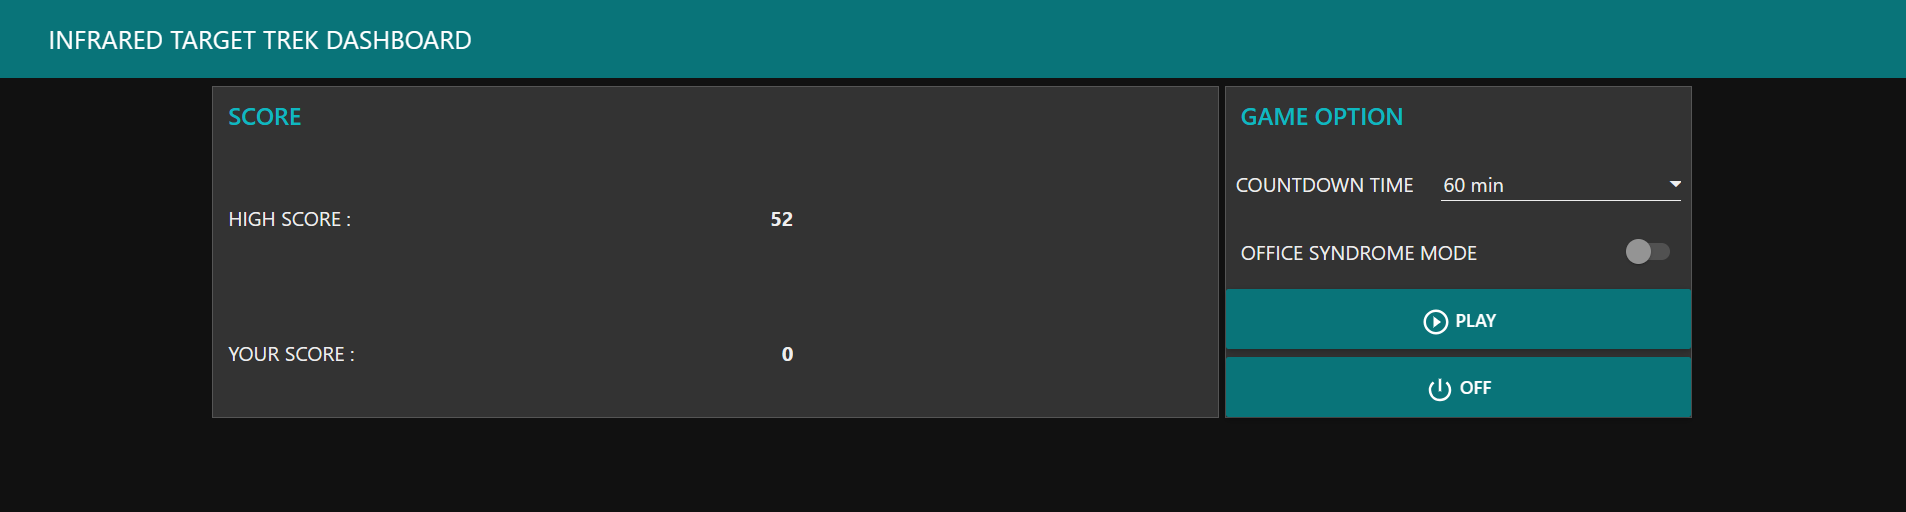 INFRARED TARGET TREK DASHBOARD
SCORE
HIGH SCORE : 52
YOUR SCORE : 0
GAME OPTION
COUNTDOWN TIME 60 min
OFFICE SYNDROME MODE
PLAY
OFF